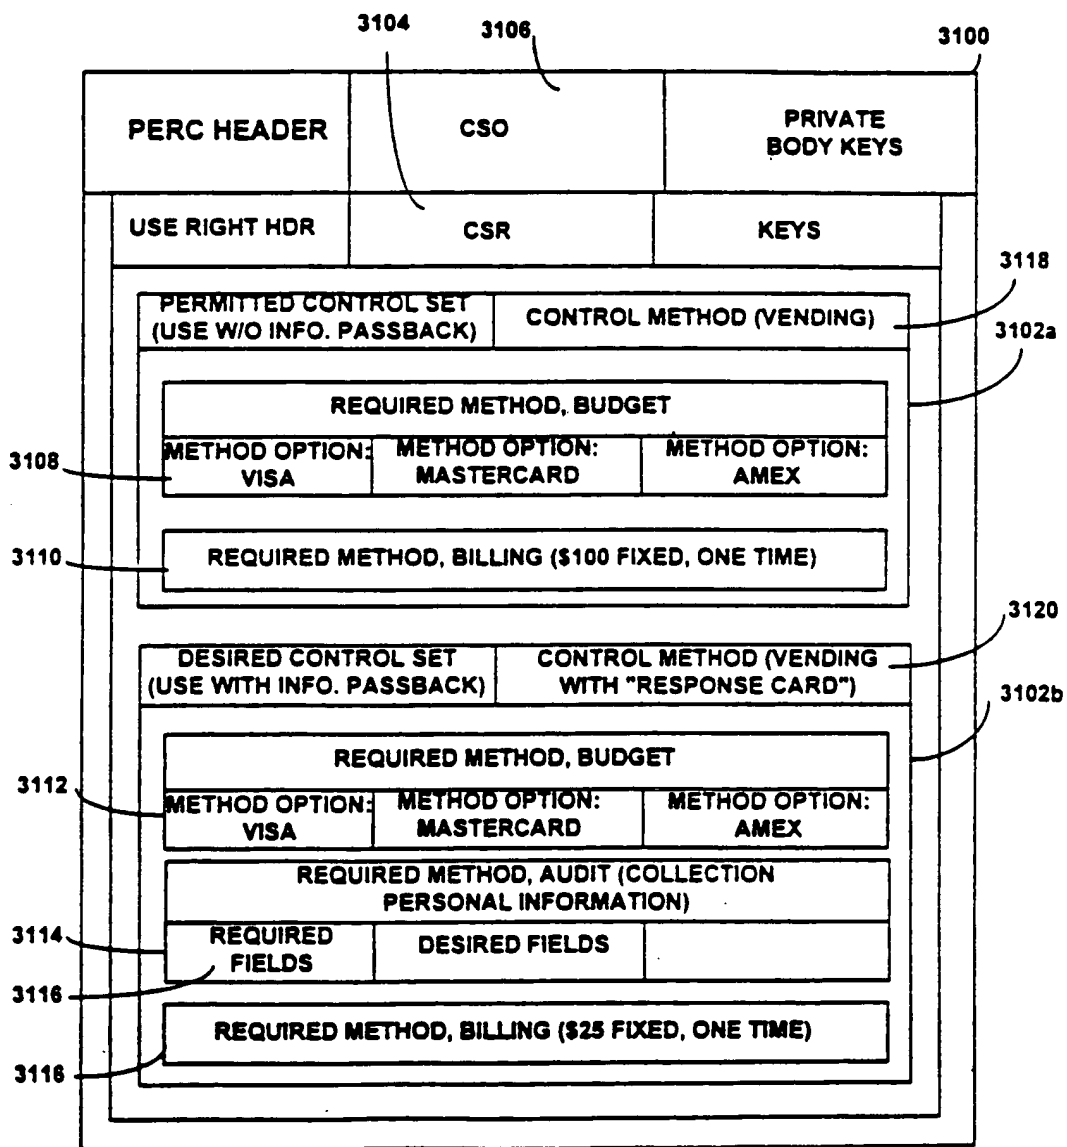 3104
3106
3100
PERC HEADER
CSO
PRIVATE
BODY KEYS
USE RIGHT HDR
CSR
KEYS
3118
PERMITTED CONTROL SET
(USE W/O INFO. PASSBACK)
CONTROL METHOD (VENDING)
3102a
REQUIRED METHOD, BUDGET
3108
METHOD OPTION:
VISA
METHOD OPTION:
MASTERCARD
METHOD OPTION:
AMEX
3110
REQUIRED METHOD, BILLING ($100 FIXED, ONE TIME)
3120
DESIRED CONTROL SET
(USE WITH INFO. PASSBACK)
CONTROL METHOD (VENDING
WITH "RESPONSE CARD")
3102b
REQUIRED METHOD, BUDGET
3112
METHOD OPTION:
VISA
METHOD OPTION:
MASTERCARD
METHOD OPTION:
AMEX
REQUIRED METHOD, AUDIT (COLLECTION
PERSONAL INFORMATION)
3114
REQUIRED
FIELDS
DESIRED FIELDS
3116
REQUIRED METHOD, BILLING ($25 FIXED, ONE TIME)
3116